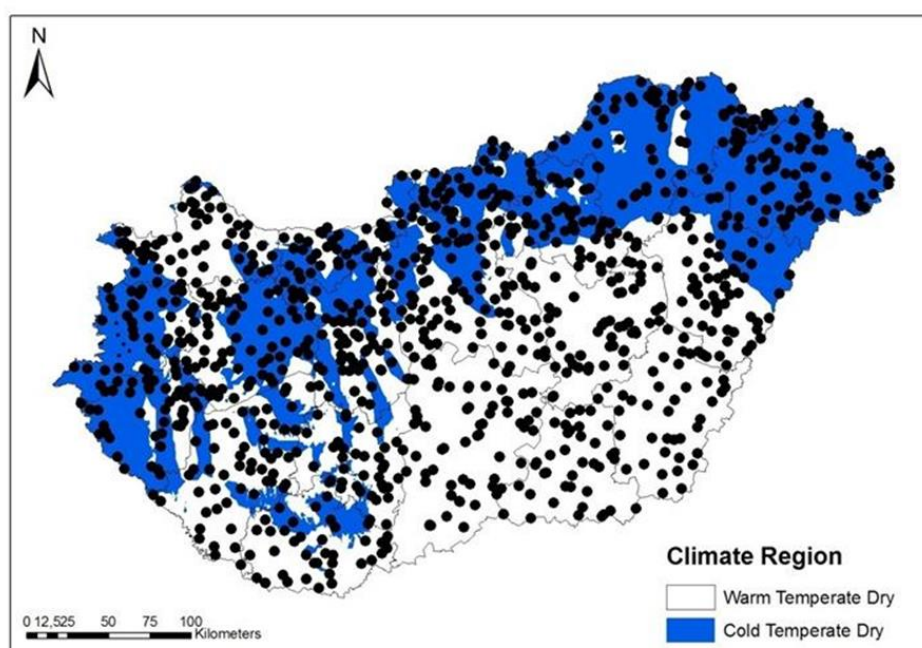 N
Climate Region
Warm Temperate Dry
Cold Temperate Dry
0 12,525 50 75 100
Kilometers